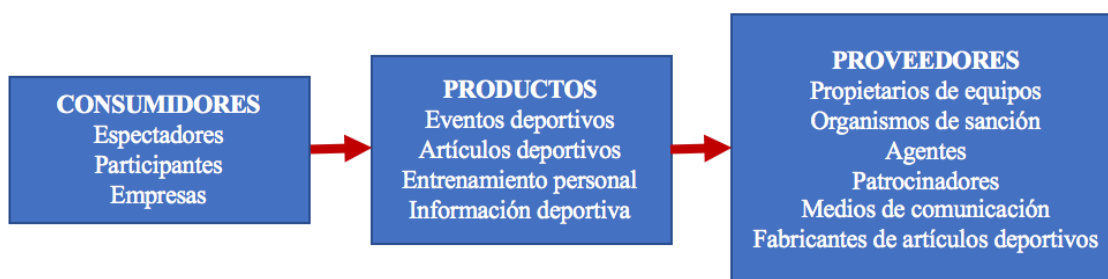 CONSUMIDORES
Espectadores
Participantes
Empresas
PRODUCTOS
Eventos deportivos
Artículos deportivos
Entrenamiento personal
Información deportiva
PROVEEDORES
Propietarios de equipos
Organismos de sanción
Agentes
Patrocinadores
Medios de comunicación
Fabricantes de artículos deportivos